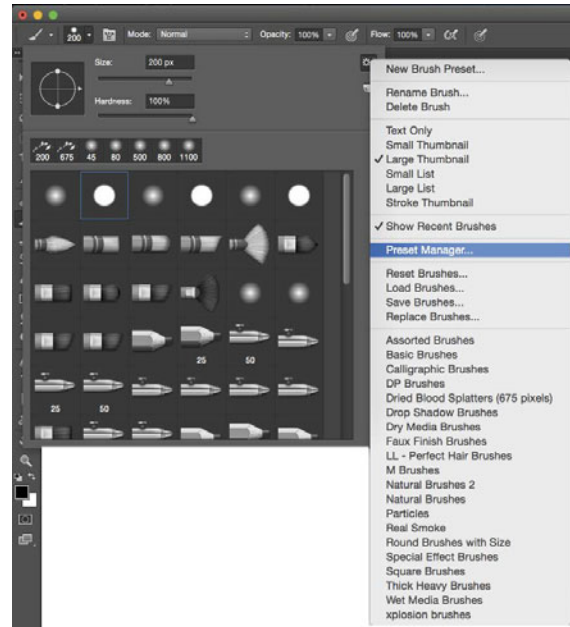 200 Mode: Normal Opacity: 100% Flow: 100%
Size: 200 px
Hardness: 100%
200 675 45 80 500 800 1100
25 50
25 50
New Brush Preset...
Rename Brush...
Delete Brush
Text Only
Small Thumbnail
Large Thumbnail
Small List
Large List
Stroke Thumbnail
Show Recent Brushes
Preset Manager...
Reset Brushes...
Load Brushes...
Save Brushes...
Replace Brushes...
Assorted Brushes
Basic Brushes
Calligraphic Brushes
DP Brushes
Dried Blood Splatters (675 pixels)
Drop Shadow Brushes
Dry Media Brushes
Faux Finish Brushes
LL - Perfect Hair Brushes
M Brushes
Natural Brushes 2
Natural Brushes
Particles
Real Smoke
Round Brushes with Size
Special Effect Brushes
Square Brushes
Thick Heavy Brushes
Wet Media Brushes
xplosion brushes